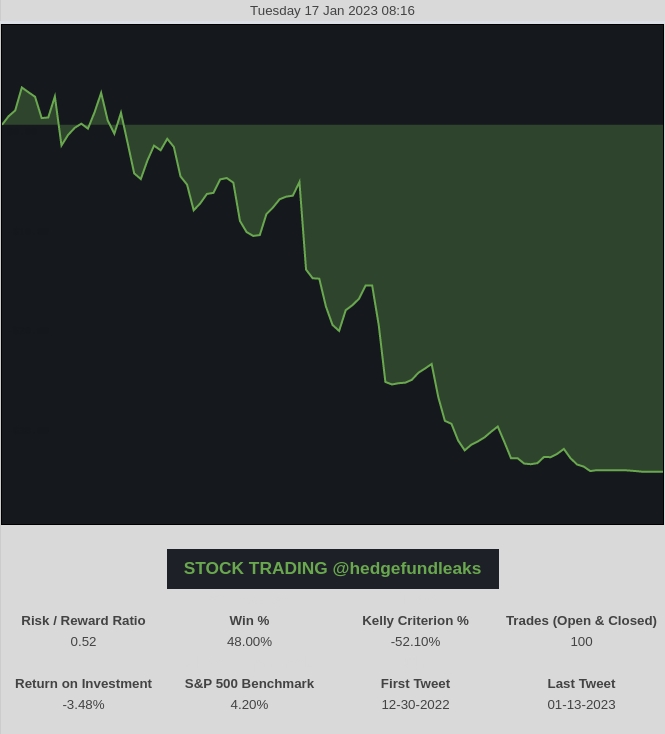 Tuesday 17 Jan 2023 08:16
STOCK TRADING @hedgefundleaks
Risk / Reward Ratio Win % Kelly Criterion % Trades (Open & Closed)
0.52 48.00% -52.10% 100
Return on Investment S&P 500 Benchmark First Tweet Last Tweet
-3.48% 4.20% 12-30-2022 01-13-2023